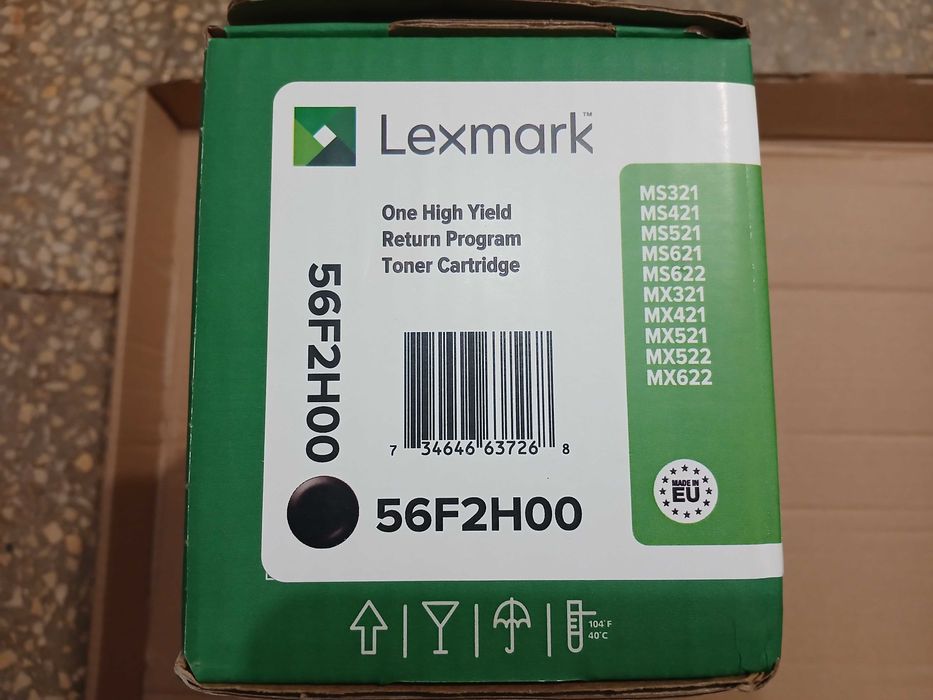 Lexmark™
One High Yield
Return Program
Toner Cartridge
56F2H00
7 34646 63726 8
56F2H00
MS321
MS421
MS521
MS621
MS622
MX321
MX421
MX521
MX522
MX622
MADE IN
EU
104°F
40°C